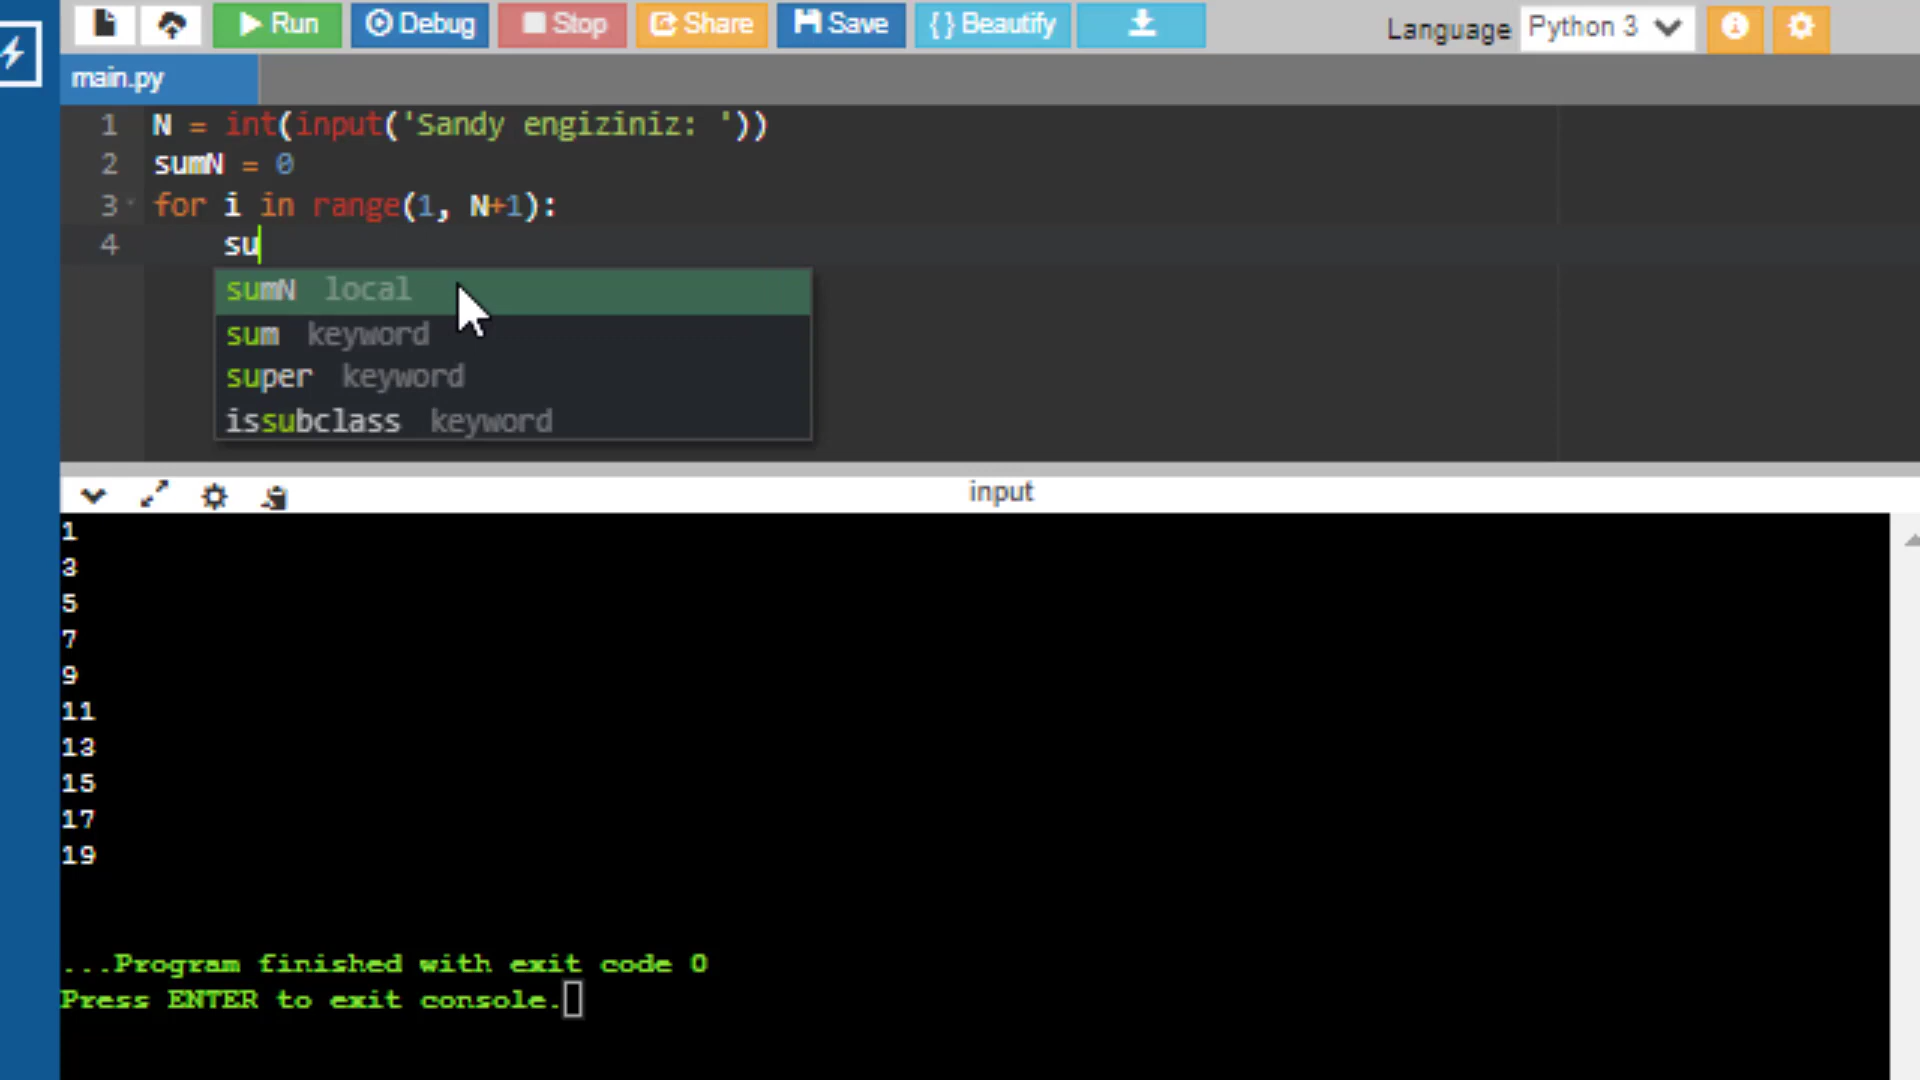 Run Debug Stop Share Save {} Beautify Language Python 3
main.py
1 N = int(input('Sandy engiziniz: '))
2 sumN = 0
3 for i in range(1, N+1):
4 su
sumN local
sum keyword
super keyword
issubclass keyword
input
1
3
5
7
9
11
13
15
17
19
...Program finished with exit code 0
Press ENTER to exit console.